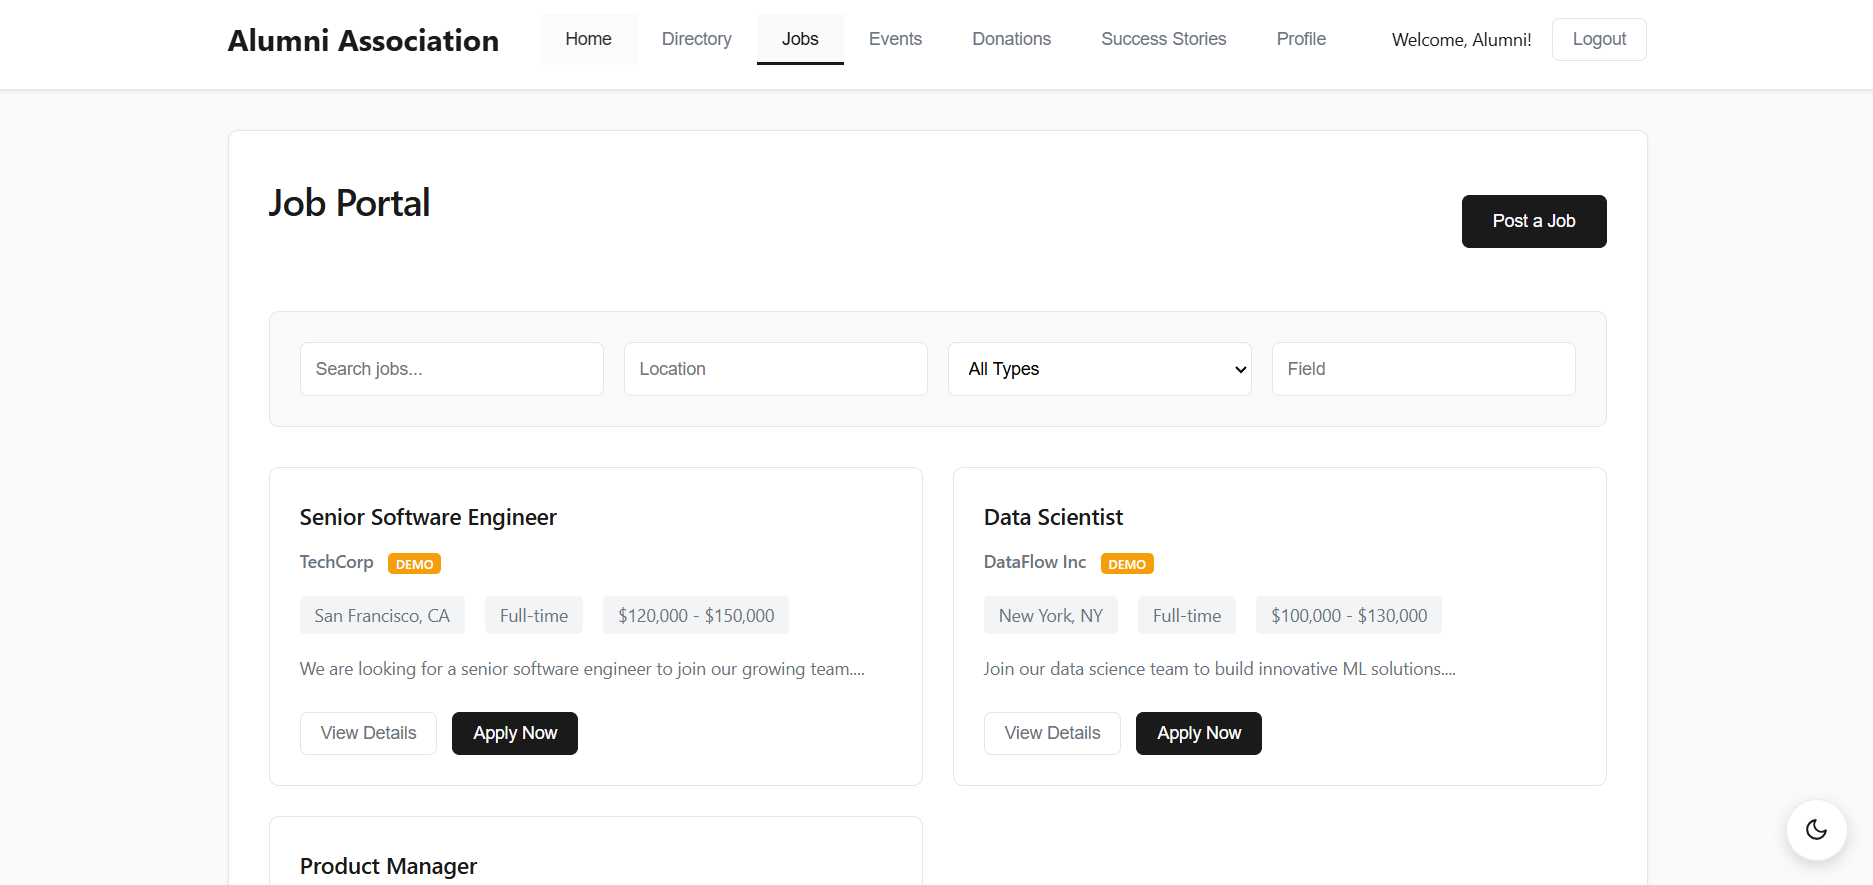 Alumni Association Home Directory Jobs Events Donations Success Stories Profile Welcome, Alumni! Logout
Job Portal
Post a Job
Search jobs... Location All Types Field
Senior Software Engineer
TechCorp DEMO
San Francisco, CA Full-time $120,000 - $150,000
We are looking for a senior software engineer to join our growing team....
View Details Apply Now
Data Scientist
DataFlow Inc DEMO
New York, NY Full-time $100,000 - $130,000
Join our data science team to build innovative ML solutions....
View Details Apply Now
Product Manager